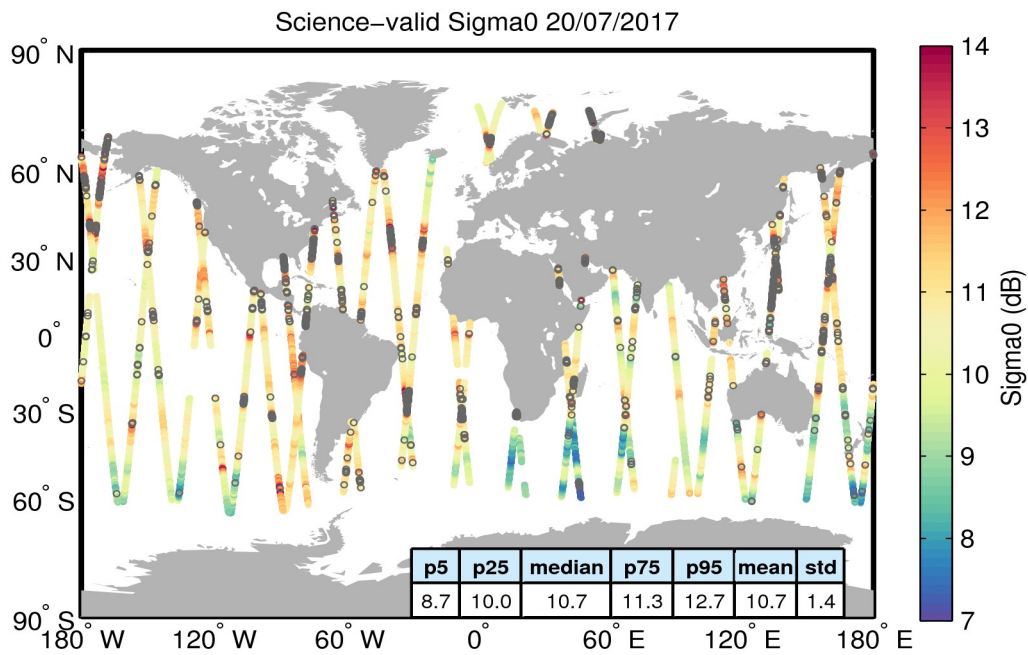 Science−valid Sigma0 20/07/2017
90° N
60° N
30° N
0°
30° S
60° S
90° S
180° W
120° W
60° W
0°
60° E
120° E
180° E
p5 p25 median p75 p95 mean std
8.7 10.0 10.7 11.3 12.7 10.7 1.4
14
13
12
11
10
9
8
7
Sigma0 (dB)